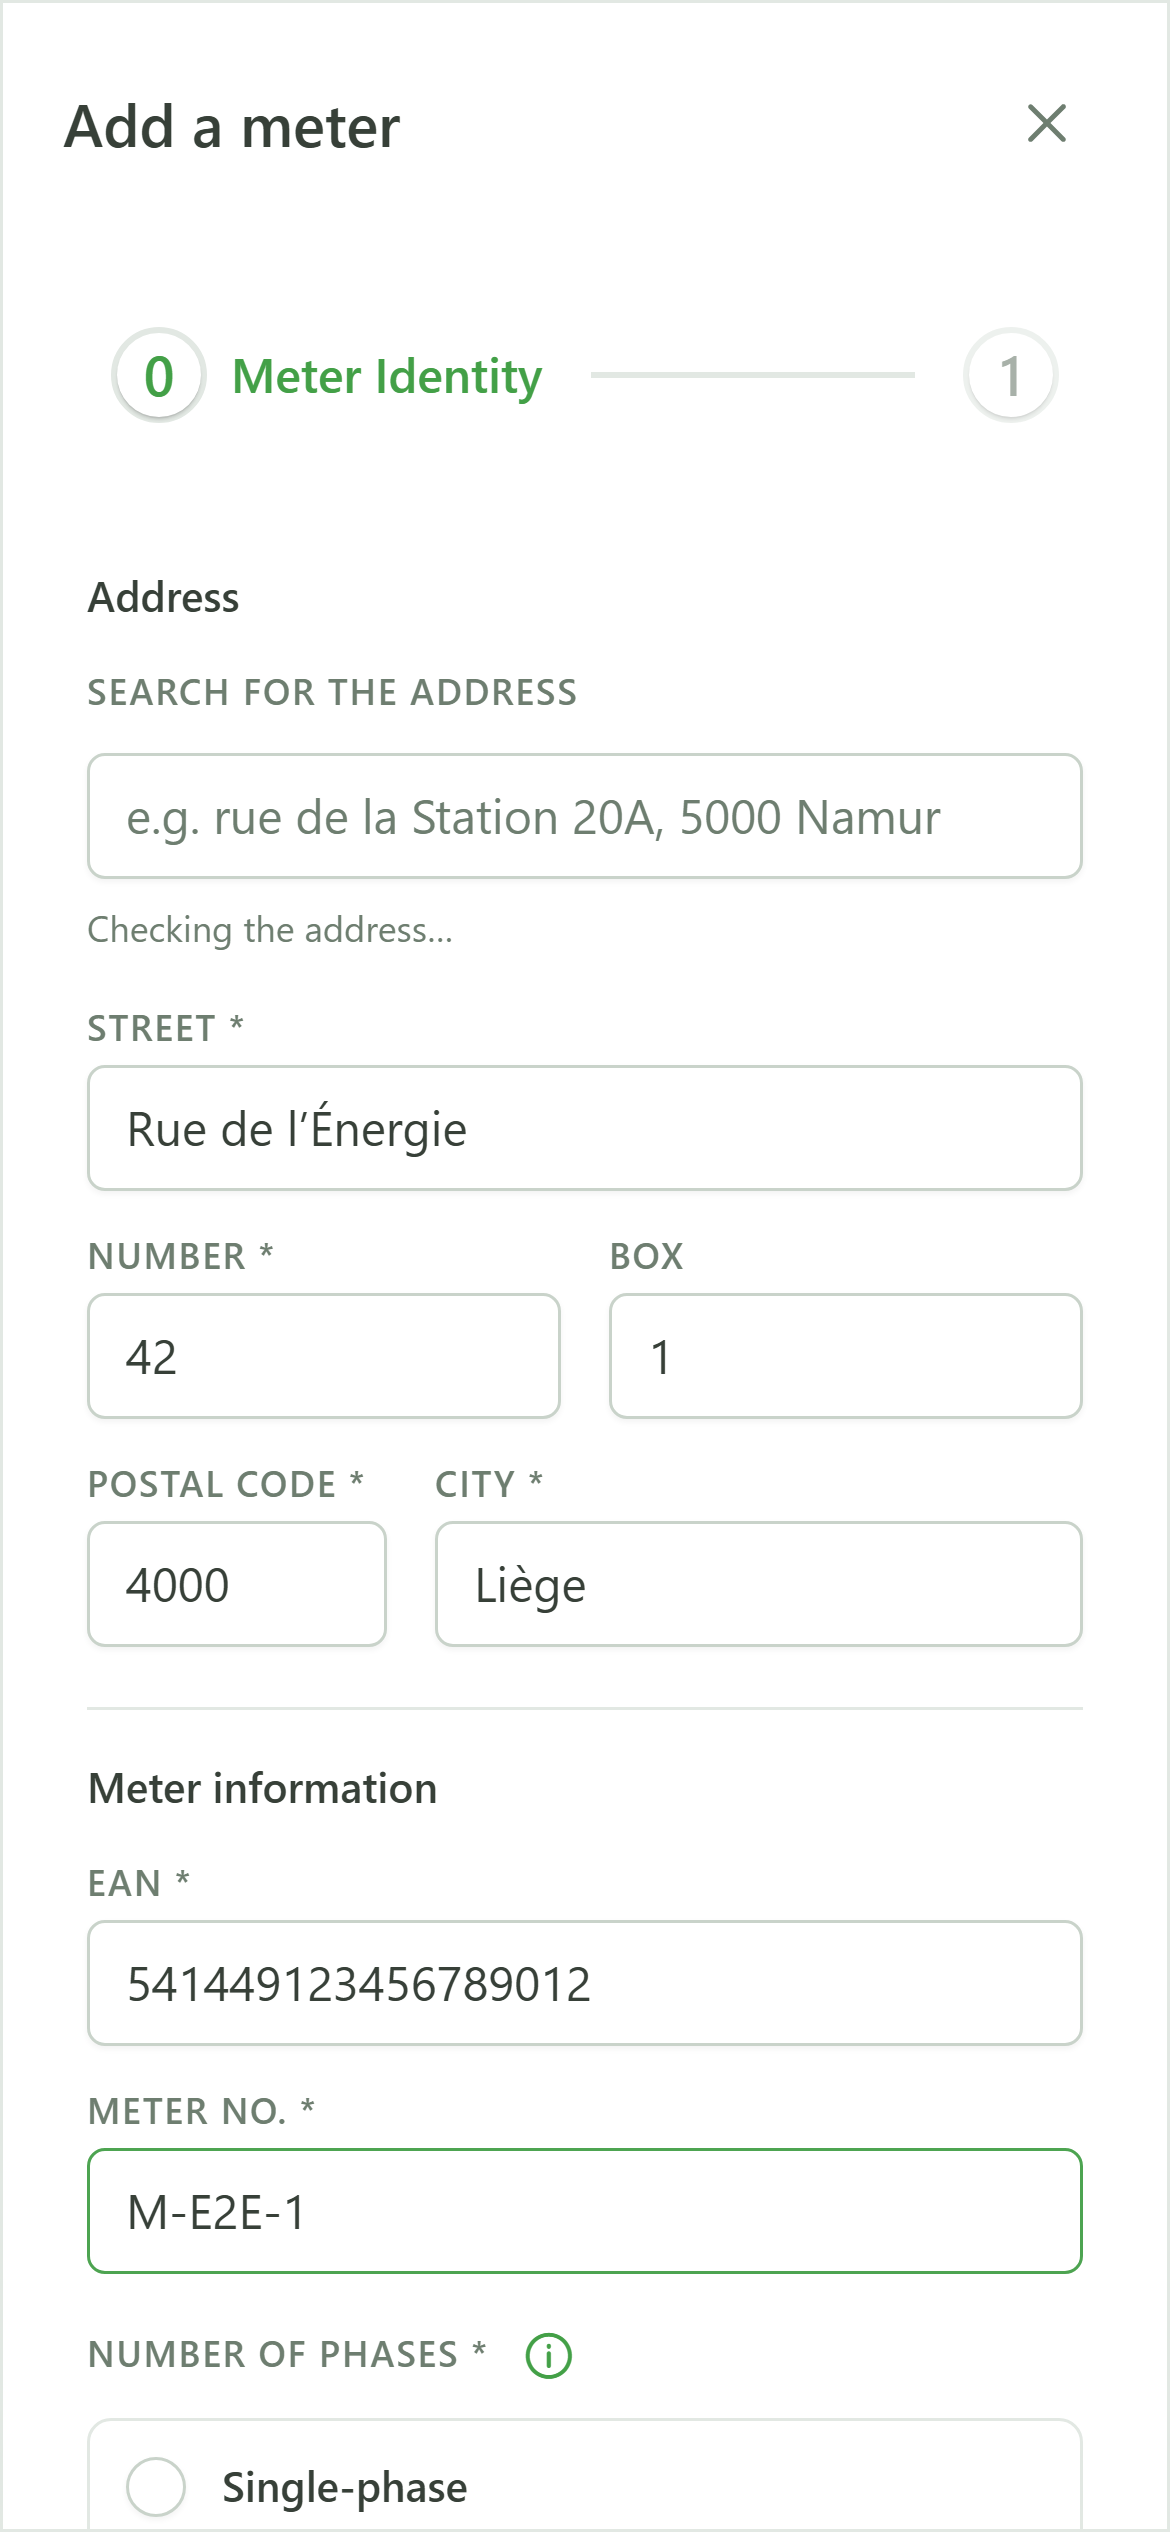 Add a meter
0 Meter Identity 1
Address
SEARCH FOR THE ADDRESS
e.g. rue de la Station 20A, 5000 Namur
Checking the address...
STREET *
Rue de l’Énergie
NUMBER * BOX
42 1
POSTAL CODE * CITY *
4000 Liège
Meter information
EAN *
541449123456789012
METER NO. *
M-E2E-1
NUMBER OF PHASES *
Single-phase